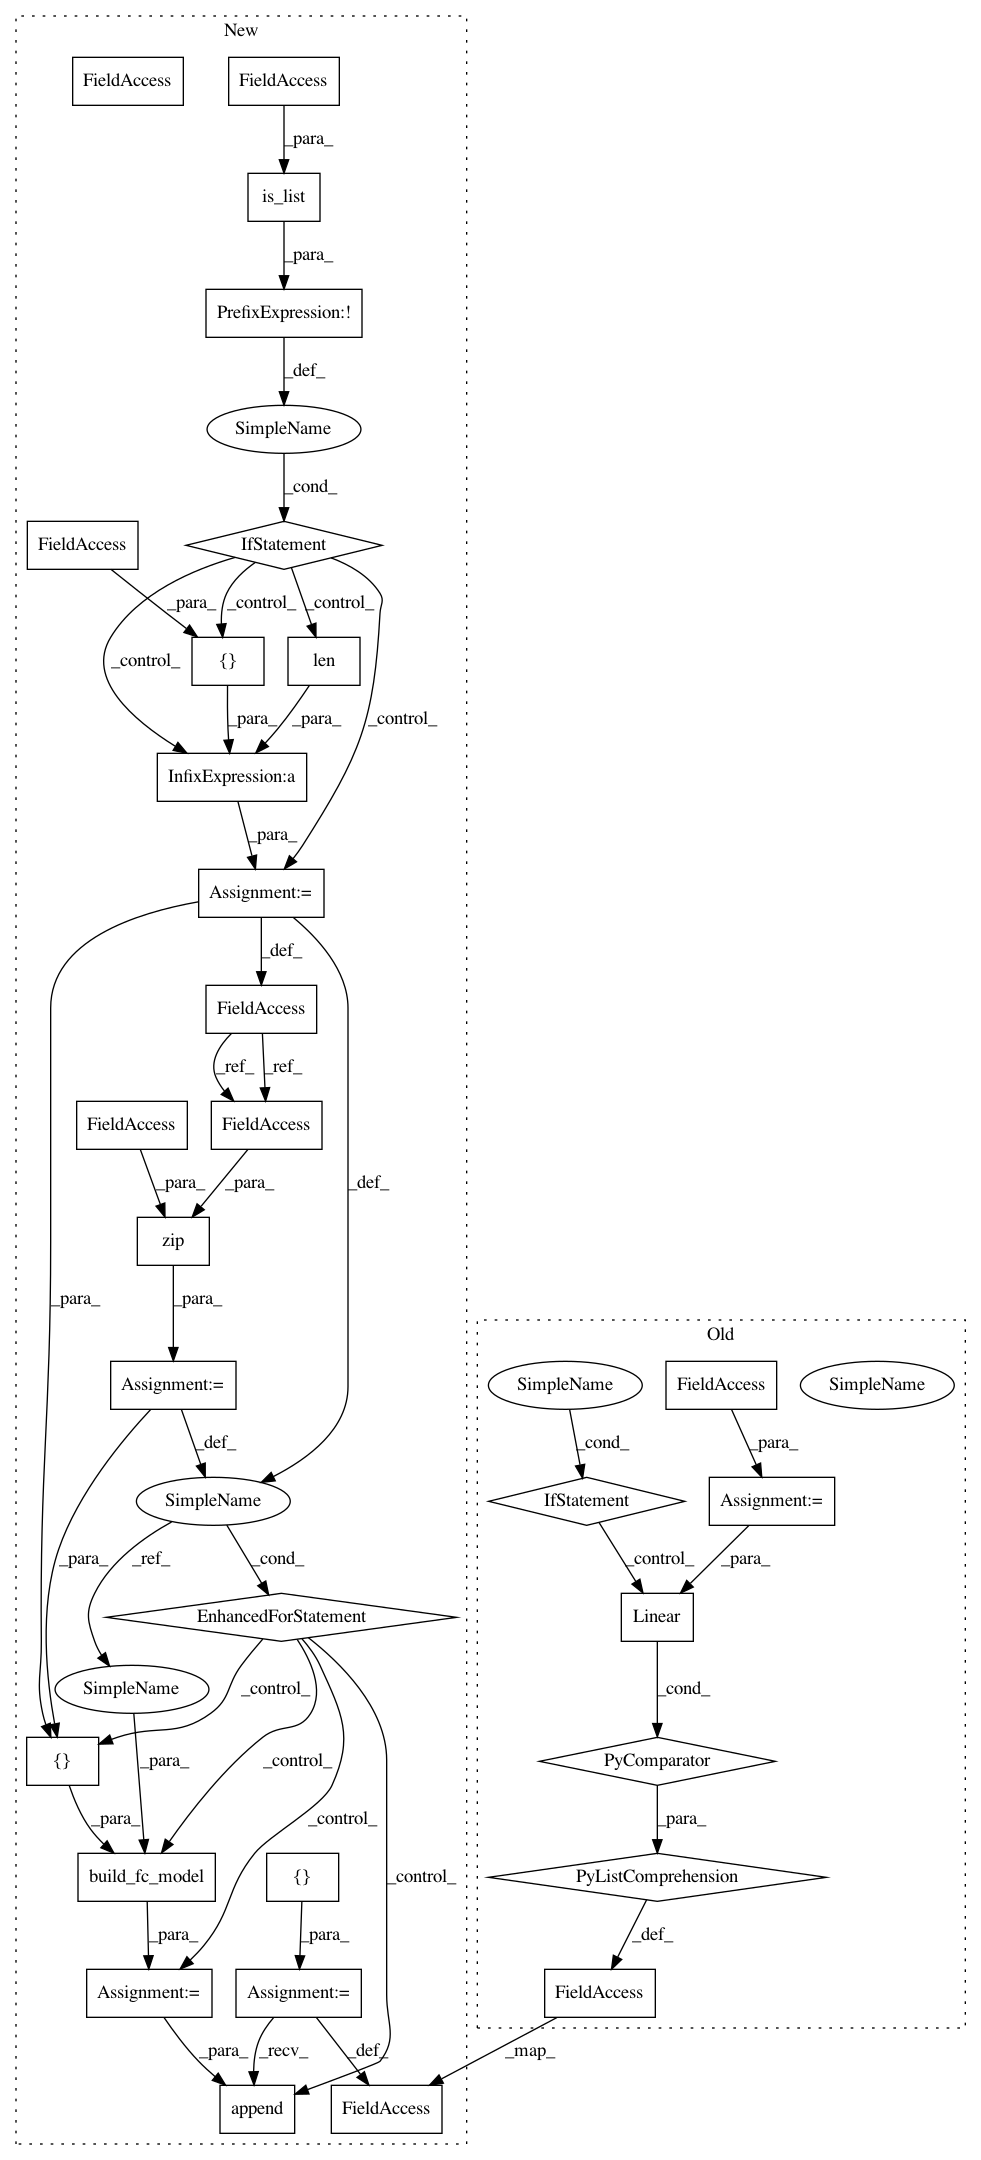 New
FieldAccess
FieldAccess
_para_
is_list
_para_
PrefixExpression:!
_def_
SimpleName
_cond_
FieldAccess
IfStatement
_para_
_control_
_control_
_control_
_control_
{}
len
_para_
_para_
InfixExpression:a
_para_
Assignment:=
_def_
FieldAccess
_ref_
_ref_
FieldAccess
FieldAccess
_para_
_para_
_def_
zip
_para_
_para_
Assignment:=
_def_
SimpleName
_para_
_ref_
_cond_
EnhancedForStatement
SimpleName
_control_
{}
_para_
_control_
_para_
_control_
build_fc_model
{}
_control_
_para_
_para_
Assignment:=
Assignment:=
_para_
_recv_
_def_
append
FieldAccess
Old
SimpleName
FieldAccess
SimpleName
_cond_
_para_
IfStatement
Assignment:=
_control_
_para_
Linear
_cond_
PyComparator
_para_
PyListComprehension
_def_
FieldAccess
_map_